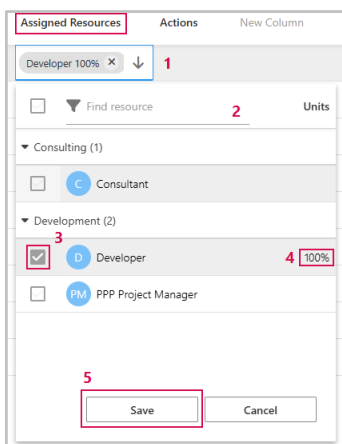 Assigned Resources Actions New Column
Developer 100% × 1
Find resource 2 Units
Consulting (1)
C Consultant
Development (2)
3
D Developer 4 100%
PM PPP Project Manager
5
Save Cancel